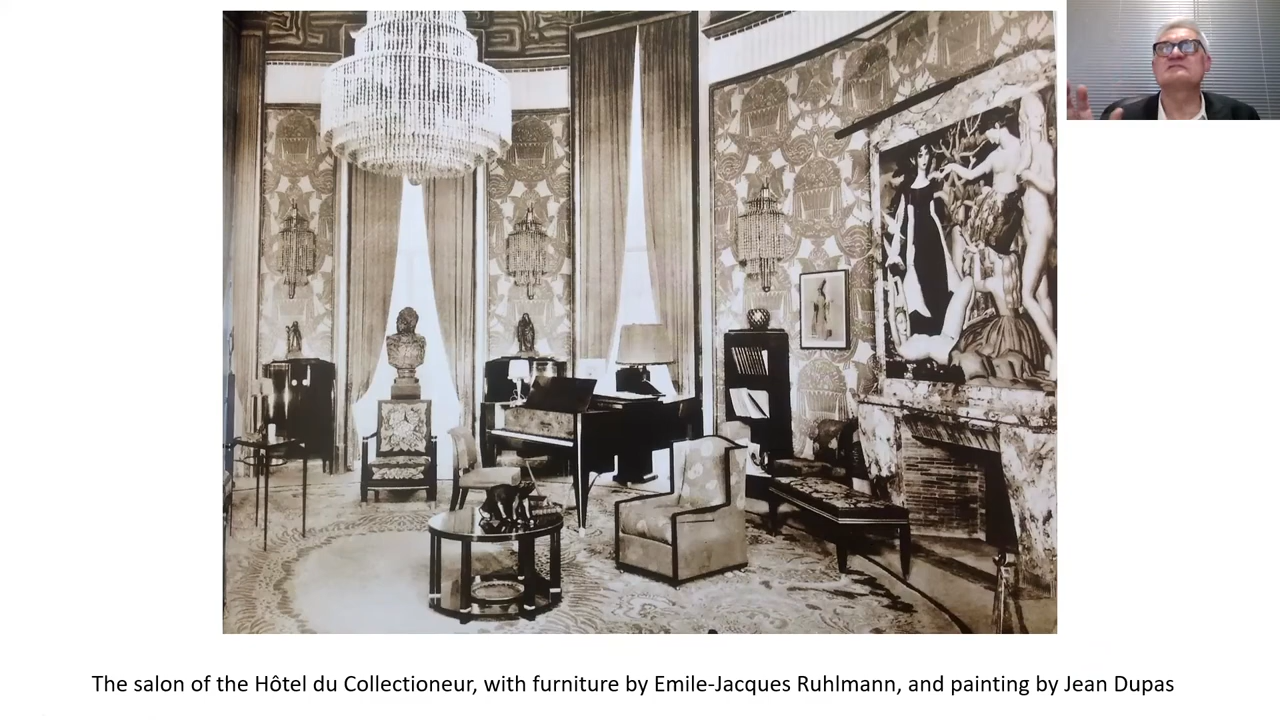 The salon of the Hôtel du Collectioneur, with furniture by Emile-Jacques Ruhlmann, and painting by Jean Dupas